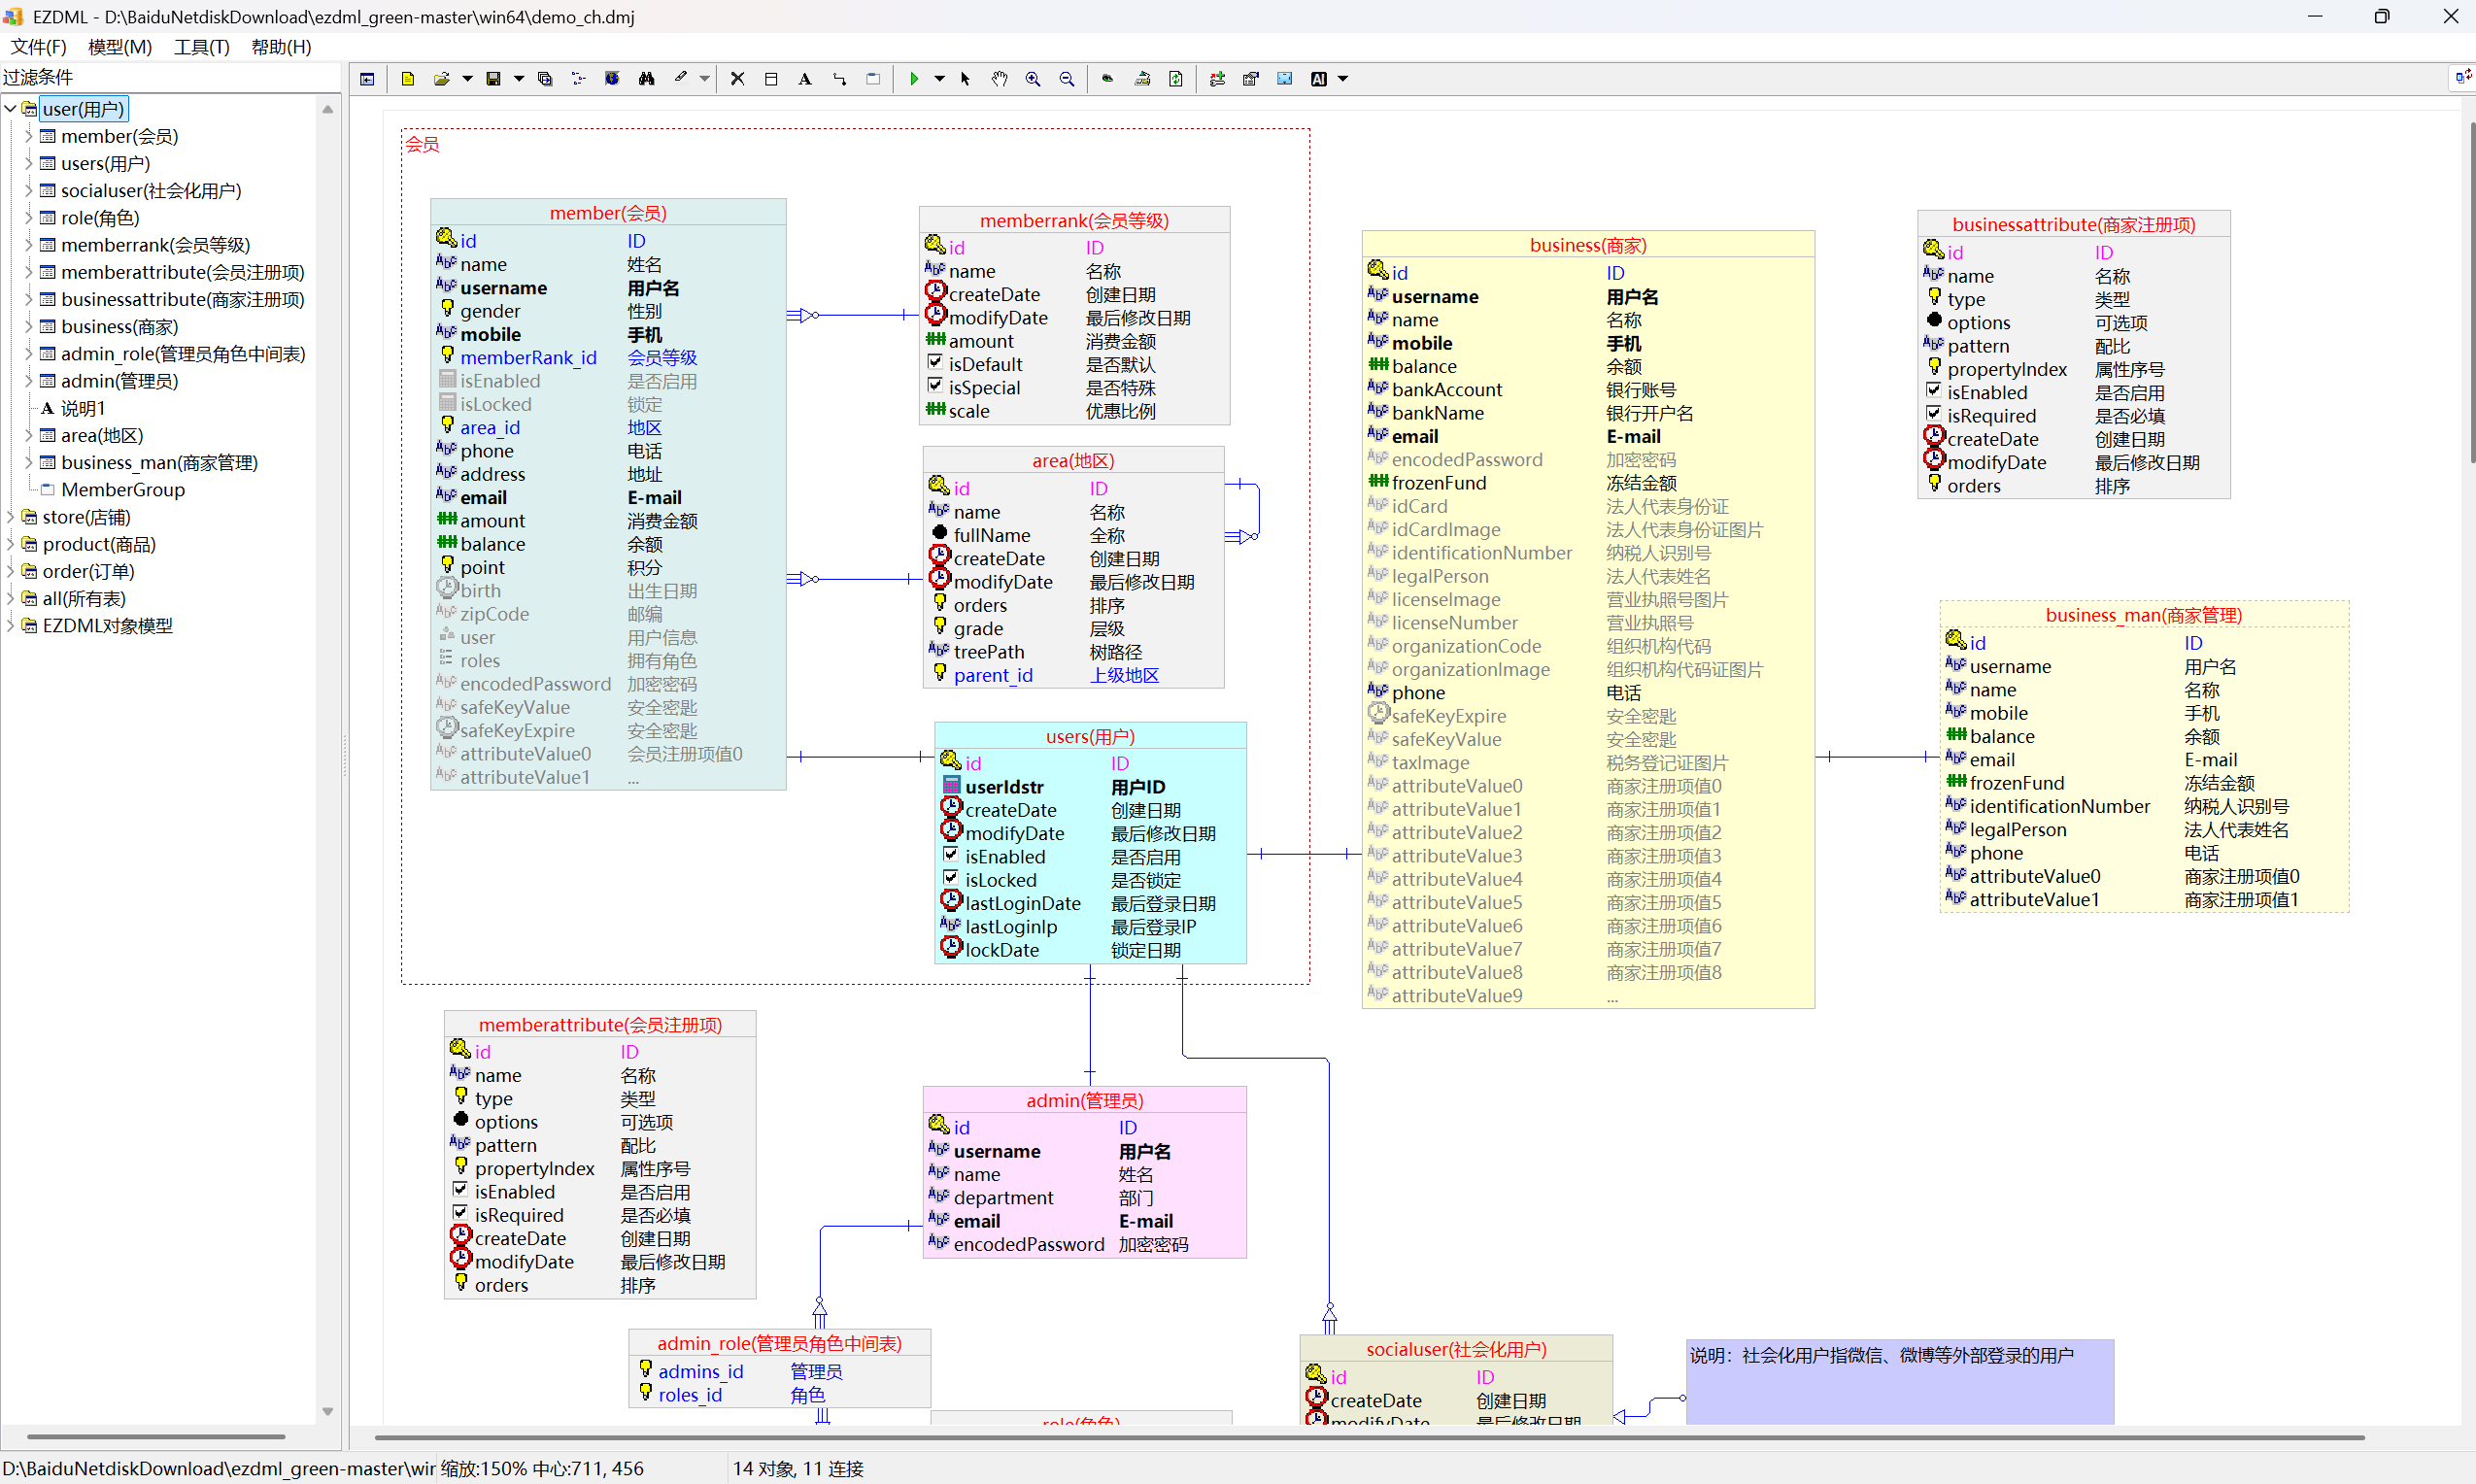 EZDML - D:\BaiduNetdiskDownload\ezdml_green-master\win64\demo_ch.dmj
文件(F) 模型(M) 工具(T) 帮助(H)
过滤条件
user(用户)
member(会员)
users(用户)
socialuser(社会化用户)
role(角色)
memberrank(会员等级)
memberattribute(会员注册项)
businessattribute(商家注册项)
business(商家)
admin_role(管理员角色中间表)
admin(管理员)
A 说明1
area(地区)
business_man(商家管理)
MemberGroup
store(店铺)
product(商品)
order(订单)
all(所有表)
EZDML对象模型
A
AI
会员
member(会员)
id ID
name 姓名
username 用户名
gender 性别
mobile 手机
memberRank_id 会员等级
isEnabled 是否启用
isLocked 锁定
area_id 地区
phone 电话
address 地址
email E-mail
amount 消费金额
balance 余额
point 积分
birth 出生日期
zipCode 邮编
user 用户信息
roles 拥有角色
encodedPassword 加密密码
safeKeyValue 安全密匙
safeKeyExpire 安全密匙
attributeValue0 会员注册项值0
attributeValue1 ...
memberrank(会员等级)
id ID
name 名称
createDate 创建日期
modifyDate 最后修改日期
amount 消费金额
isDefault 是否默认
isSpecial 是否特殊
scale 优惠比例
area(地区)
id ID
name 名称
fullName 全称
createDate 创建日期
modifyDate 最后修改日期
orders 排序
grade 层级
treePath 树路径
parent_id 上级地区
users(用户)
id ID
userIdstr 用户ID
createDate 创建日期
modifyDate 最后修改日期
isEnabled 是否启用
isLocked 是否锁定
lastLoginDate 最后登录日期
lastLoginIp 最后登录IP
lockDate 锁定日期
business(商家)
id ID
username 用户名
name 名称
mobile 手机
balance 余额
bankAccount 银行账号
bankName 银行开户名
email E-mail
encodedPassword 加密密码
frozenFund 冻结金额
idCard 法人代表身份证
idCardImage 法人代表身份证图片
identificationNumber 纳税人识别号
legalPerson 法人代表姓名
licenseImage 营业执照号图片
licenseNumber 营业执照号
organizationCode 组织机构代码
organizationImage 组织机构代码证图片
phone 电话
safeKeyExpire 安全密匙
safeKeyValue 安全密匙
taxImage 税务登记证图片
attributeValue0 商家注册项值0
attributeValue1 商家注册项值1
attributeValue2 商家注册项值2
attributeValue3 商家注册项值3
attributeValue4 商家注册项值4
attributeValue5 商家注册项值5
attributeValue6 商家注册项值6
attributeValue7 商家注册项值7
attributeValue8 商家注册项值8
attributeValue9 ...
businessattribute(商家注册项)
id ID
name 名称
type 类型
options 可选项
pattern 配比
propertyIndex 属性序号
isEnabled 是否启用
isRequired 是否必填
createDate 创建日期
modifyDate 最后修改日期
orders 排序
business_man(商家管理)
id ID
username 用户名
name 名称
mobile 手机
balance 余额
email E-mail
frozenFund 冻结金额
identificationNumber 纳税人识别号
legalPerson 法人代表姓名
phone 电话
attributeValue0 商家注册项值0
attributeValue1 商家注册项值1
memberattribute(会员注册项)
id ID
name 名称
type 类型
options 可选项
pattern 配比
propertyIndex 属性序号
isEnabled 是否启用
isRequired 是否必填
createDate 创建日期
modifyDate 最后修改日期
orders 排序
admin(管理员)
id ID
username 用户名
name 姓名
department 部门
email E-mail
encodedPassword 加密密码
admin_role(管理员角色中间表)
admins_id 管理员
roles_id 角色
role(角色)
socialuser(社会化用户)
id ID
createDate 创建日期
modifyDate 最后修改日期
说明：社会化用户指微信、微博等外部登录的用户
D:\BaiduNetdiskDownload\ezdml_green-master\wir 缩放:150% 中心:711, 456 14 对象, 11 连接